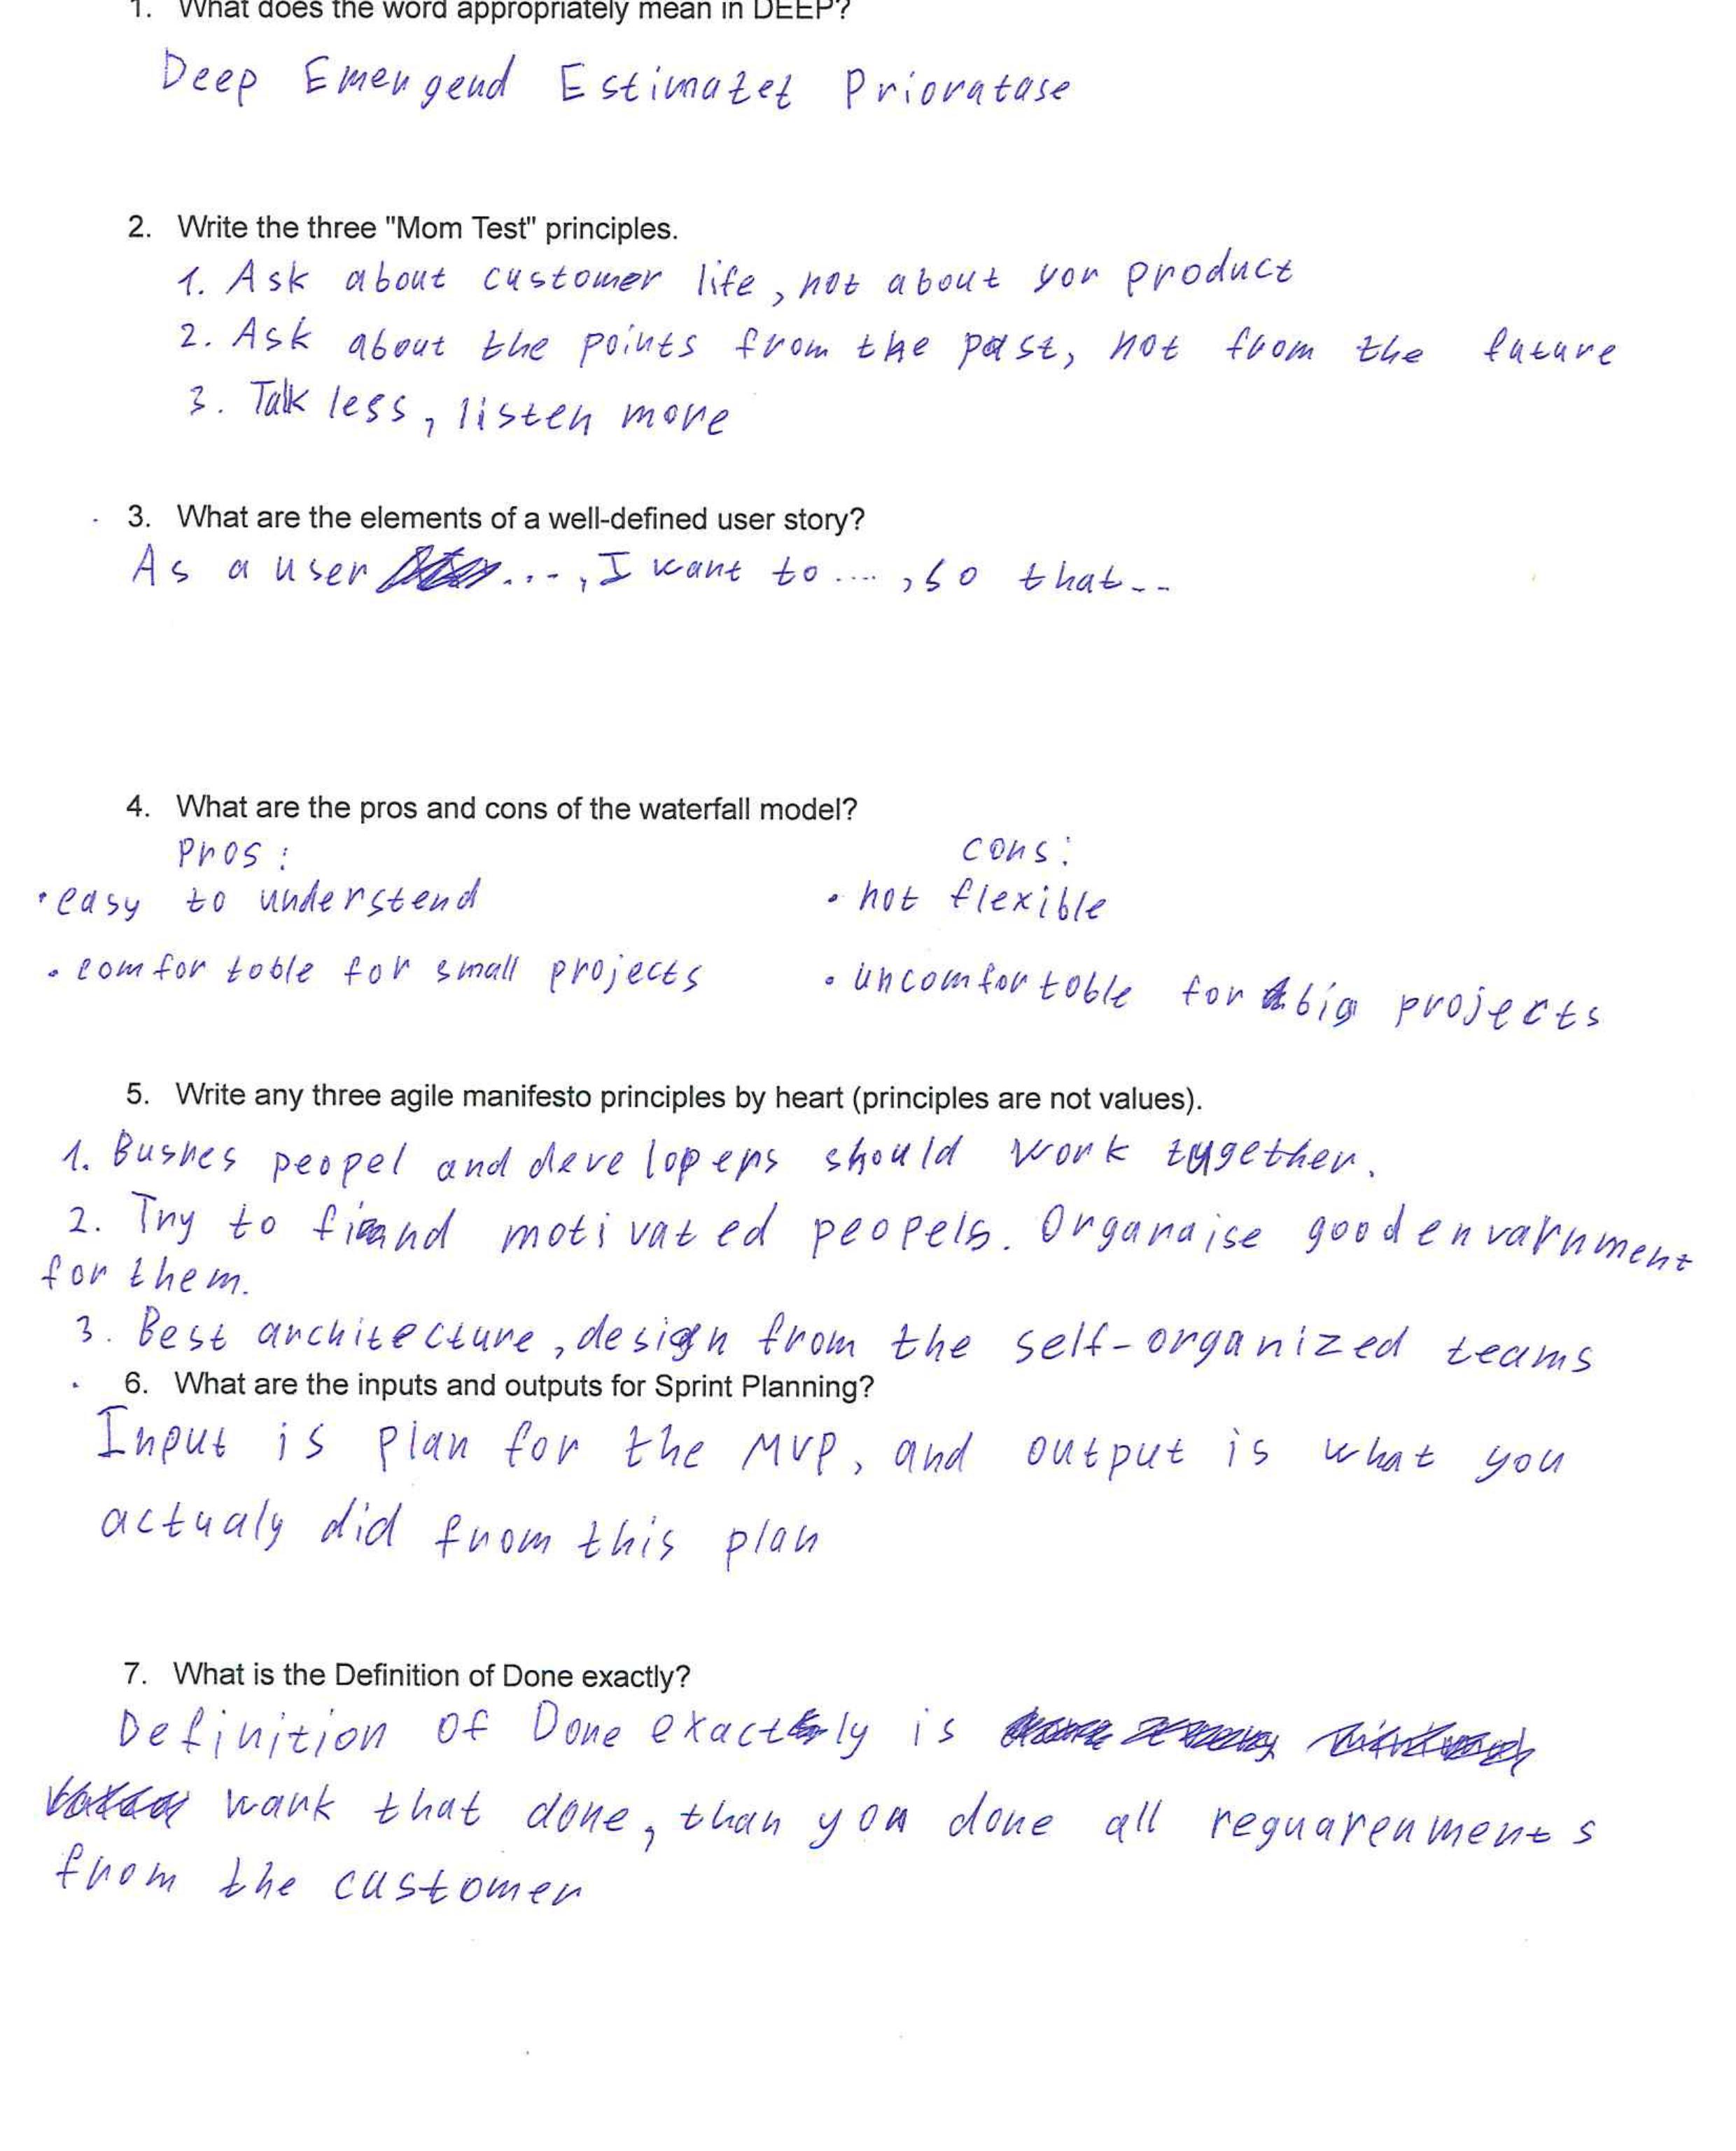 1. What does the word appropriately mean in DEEP?
Deep Emengend Estimatet Prioratase
2. Write the three "Mom Test" principles.
1. Ask about customer life, not about yor product
2. Ask about the points from the past, not from the future
3. Talk less, listen more
3. What are the elements of a well-defined user story?
As a user ..., I want to ...., so that...
4. What are the pros and cons of the waterfall model?
pros: cons:
• easy to understend • not flexible
• comfortoble for small projects • uncomfortoble for big projects
5. Write any three agile manifesto principles by heart (principles are not values).
1. Busnes peopel and developers should work tygether.
2. Try to find motivated peopels. Organaise good envarnment
for them.
3. Best architecture, design from the self-organized teams
6. What are the inputs and outputs for Sprint Planning?
Input is plan for the MVP, and output is what you
actualy did from this plan
7. What is the Definition of Done exactly?
Definition of Done exactly is
wark that done, than you done all reguarenments
from the customer